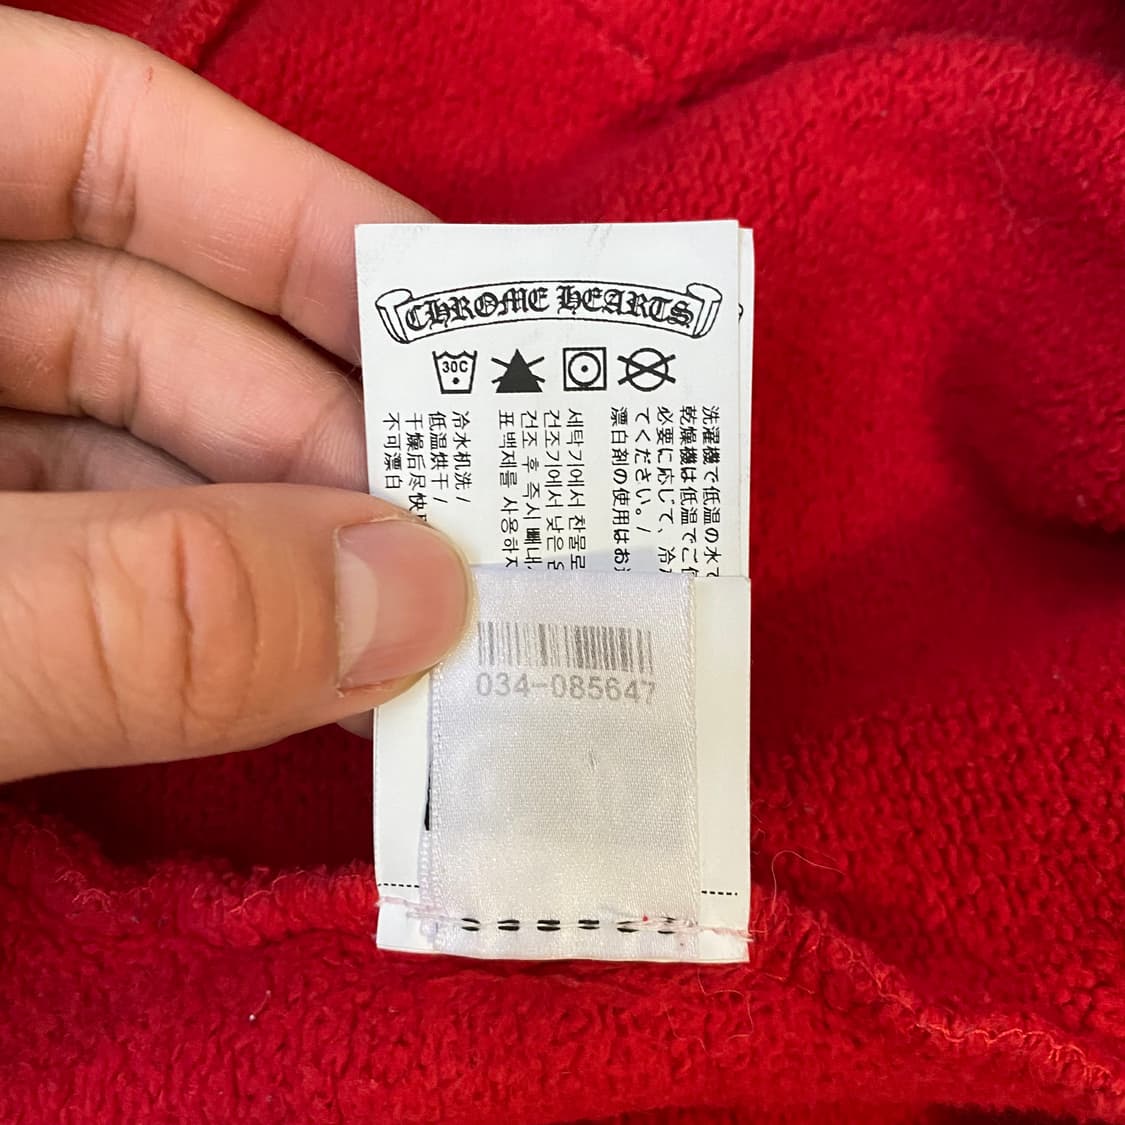 CHROME HEARTS
30C
洗濯機で低温の水で
乾燥機は低温でご
必要に応じて、冷
てください。/
漂白剤の使用はお
세탁기에서 찬물로
건조기에서 낮은
건조 후 즉시 빼내
표백제를 사용하지
冷水机洗 /
低温烘干 /
干燥后尽快
不可漂白
034-085647